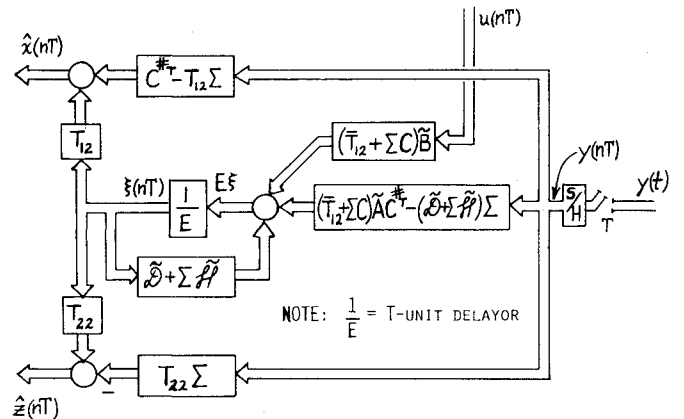 u(nT)
x̂(nT)
C^{#T} - T₁₂Σ
T₁₂
(T̄₁₂ + ΣC)B̃
y(nT)
ξ(nT)
Eξ
1/E
(T̄₁₂+ΣC)ÃC^{#T} - (𝒟̃+Σℋ̃)Σ
S/H
y(t)
T
𝒟̃ + Σℋ̃
T₂₂
NOTE: 1/E = T-UNIT DELAYOR
T₂₂ Σ
−
ẑ(nT)